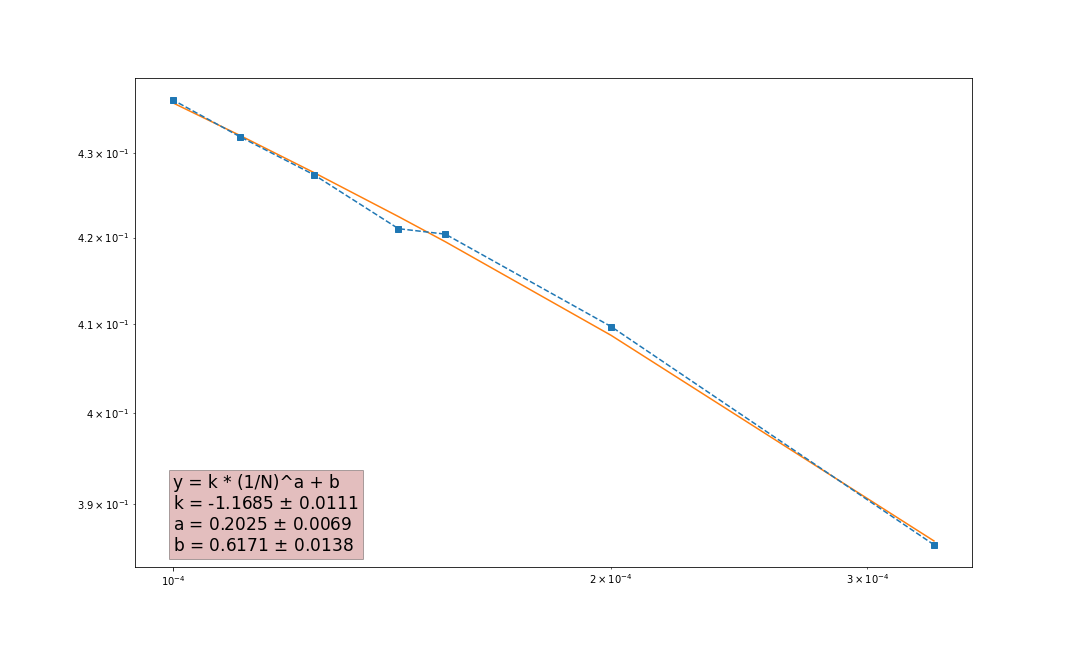 4.3 × 10⁻¹
4.2 × 10⁻¹
4.1 × 10⁻¹
4 × 10⁻¹
3.9 × 10⁻¹
y = k * (1/N)^a + b
k = -1.1685 ± 0.0111
a = 0.2025 ± 0.0069
b = 0.6171 ± 0.0138
10⁻⁴
2 × 10⁻⁴
3 × 10⁻⁴